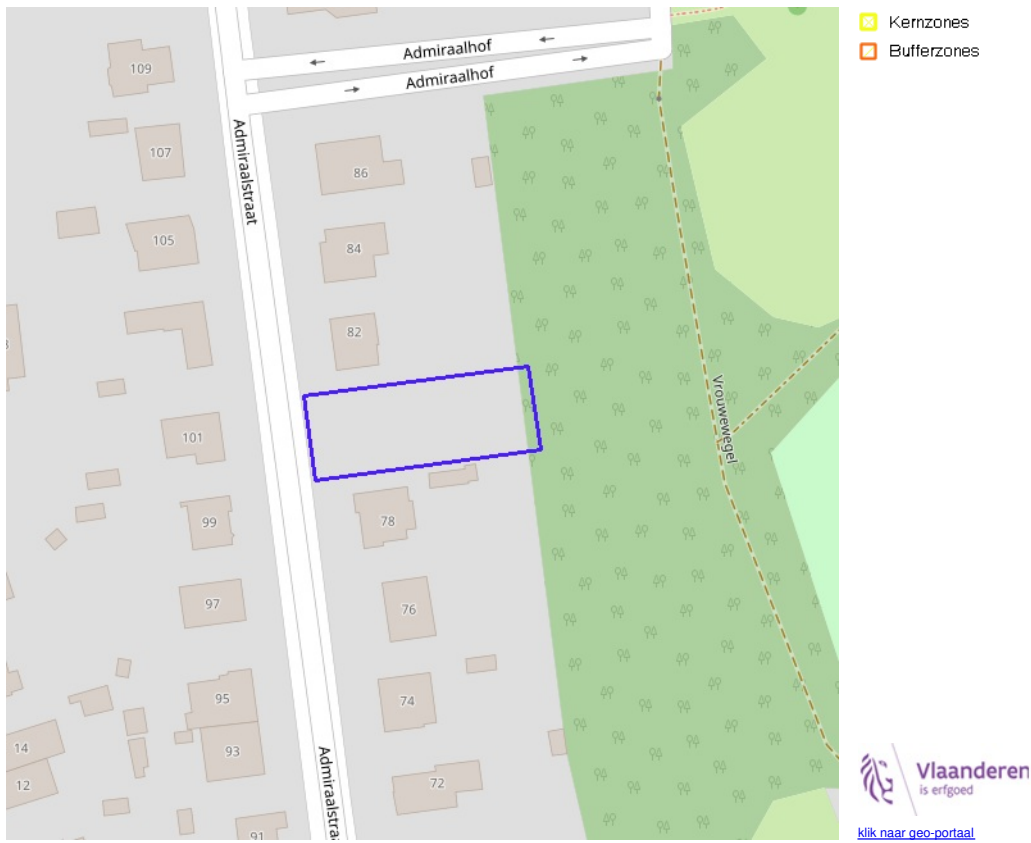 Kernzones
Bufferzones
Admiraalhof
Admiraalhof
109
107
Admiraalstraat
86
105
84
82
101
Vrouwewegel
99
78
97
76
95
74
14
93
12
72
Admiraalstraa
91
Vlaanderen
is erfgoed
klik naar geo-portaal